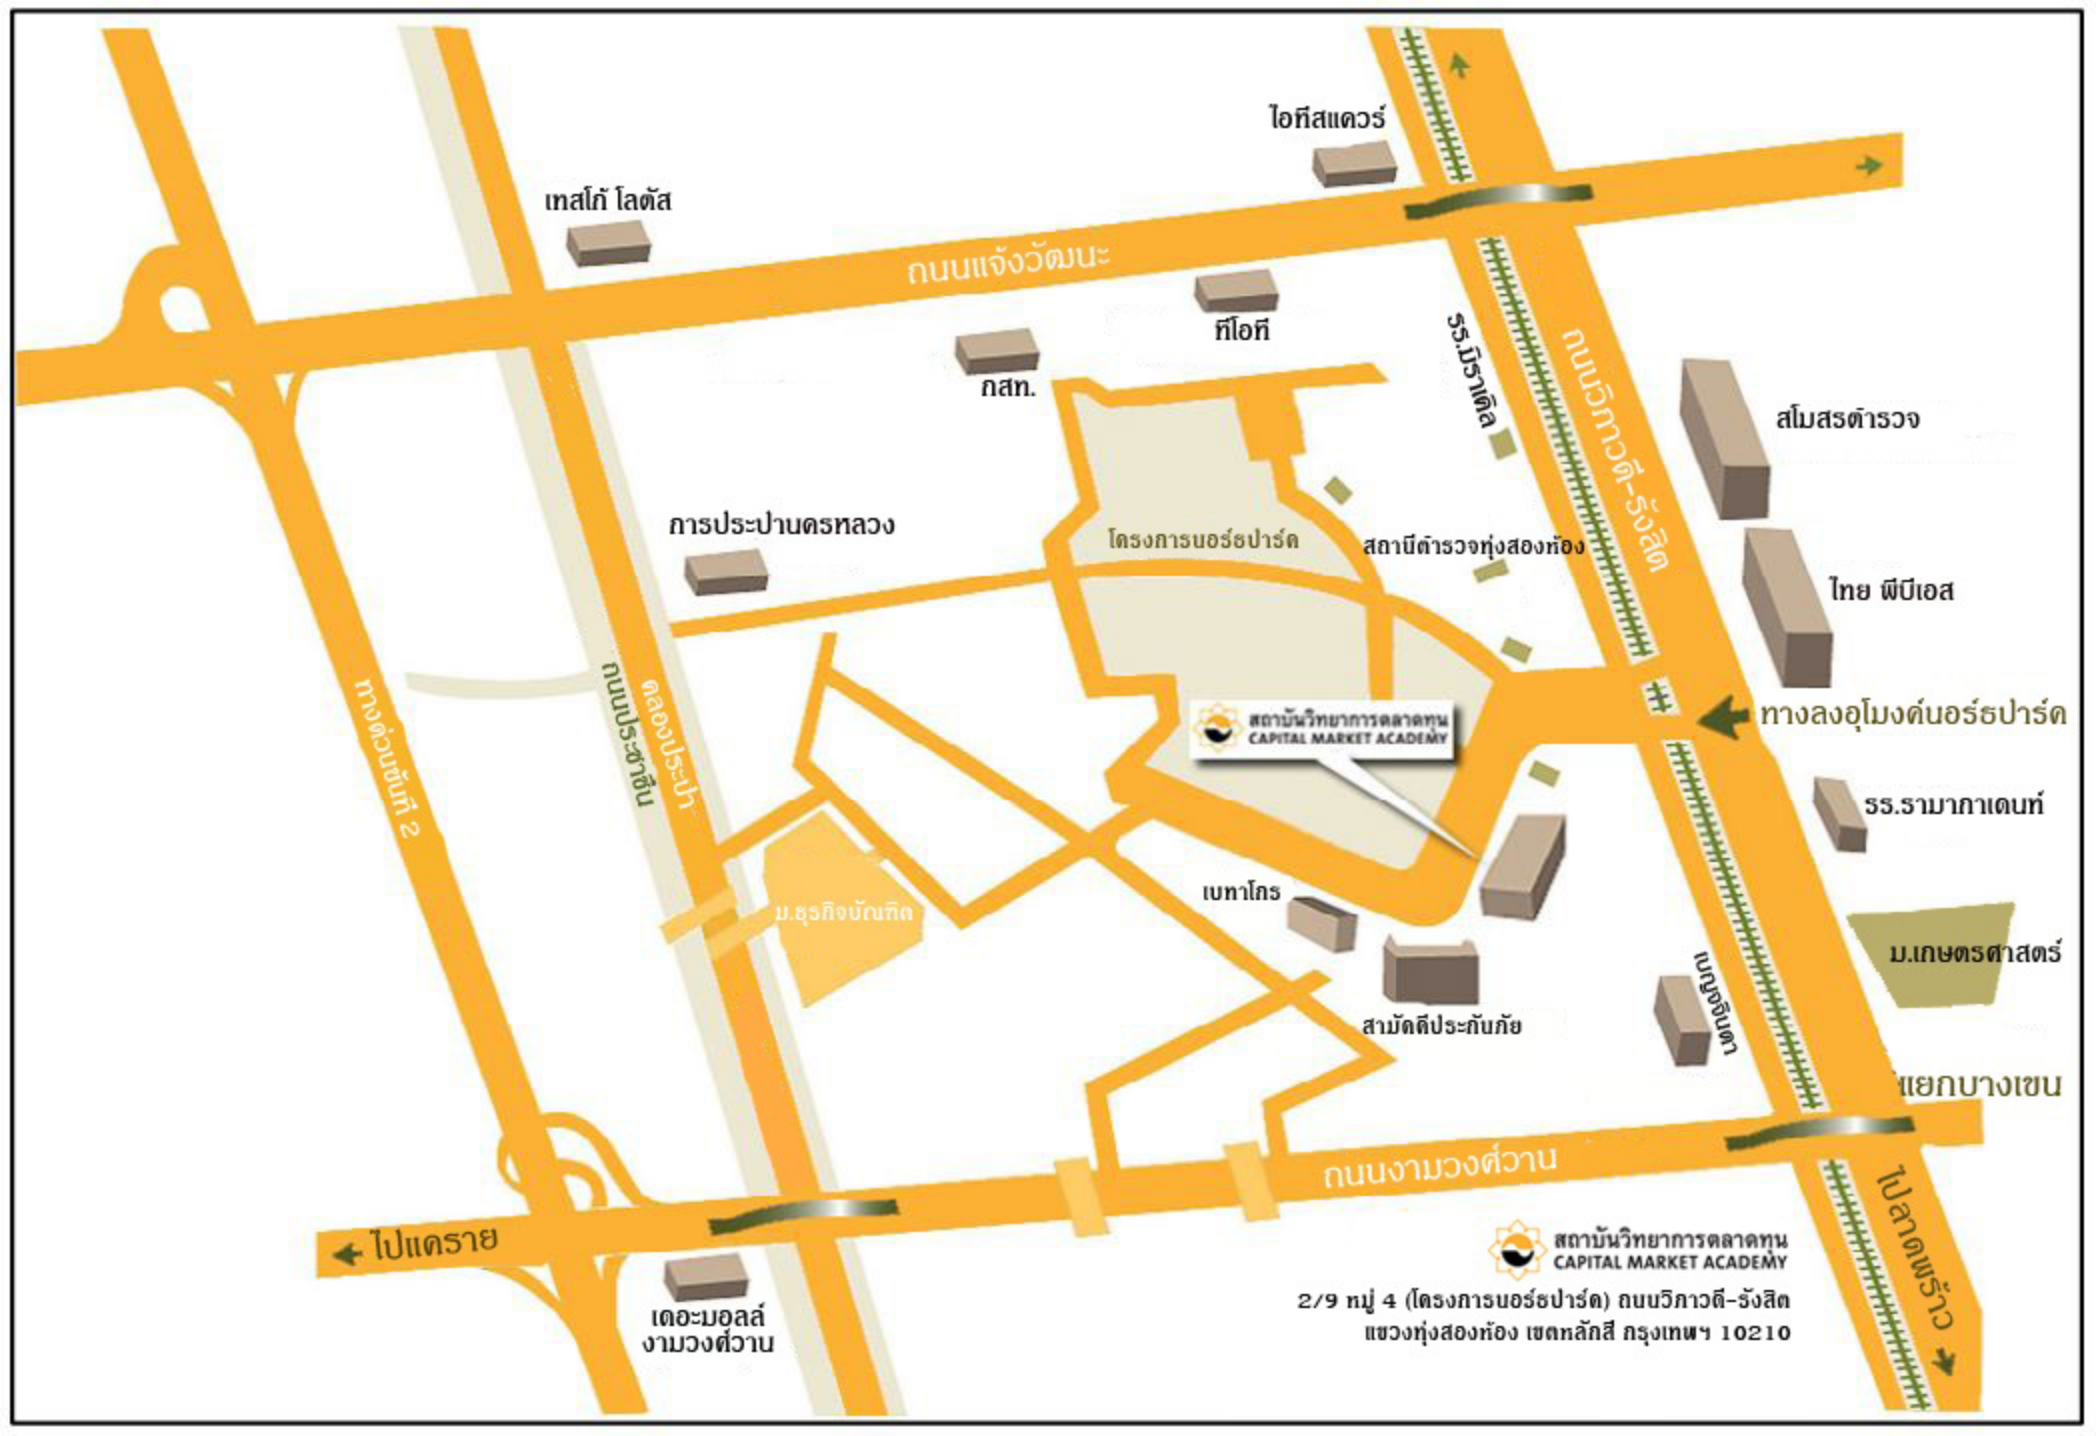 ไอทีสแควร์
เทสโก้ โลตัส
ถนนแจ้งวัฒนะ
ทีโอที
กสท.
รร.มิราเคิล
ถนนวิภาวดี-รังสิต
สโมสรตำรวจ
การประปานครหลวง
โครงการนอร์ธปาร์ค
สถานีตำรวจทุ่งสองห้อง
ไทย พีบีเอส
ทางด่วนขั้นที่ 2
ถนนประชาชื่น
คลองประปา
สถาบันวิทยาการตลาดทุน
CAPITAL MARKET ACADEMY
ทางลงอุโมงค์นอร์ธปาร์ค
รร.รามากาเดนท์
ม.ธุรกิจบัณฑิต
เบทาโกร
ม.เกษตรศาสตร์
เบญจจินดา
สามัคคีประกันภัย
แยกบางเขน
ถนนงามวงศ์วาน
ไปแคราย
ไปลาดพร้าว
เดอะมอลล์
งามวงศ์วาน
สถาบันวิทยาการตลาดทุน
CAPITAL MARKET ACADEMY
2/9 หมู่ 4 (โครงการนอร์ธปาร์ค) ถนนวิภาวดี-รังสิต
แขวงทุ่งสองห้อง เขตหลักสี่ กรุงเทพฯ 10210